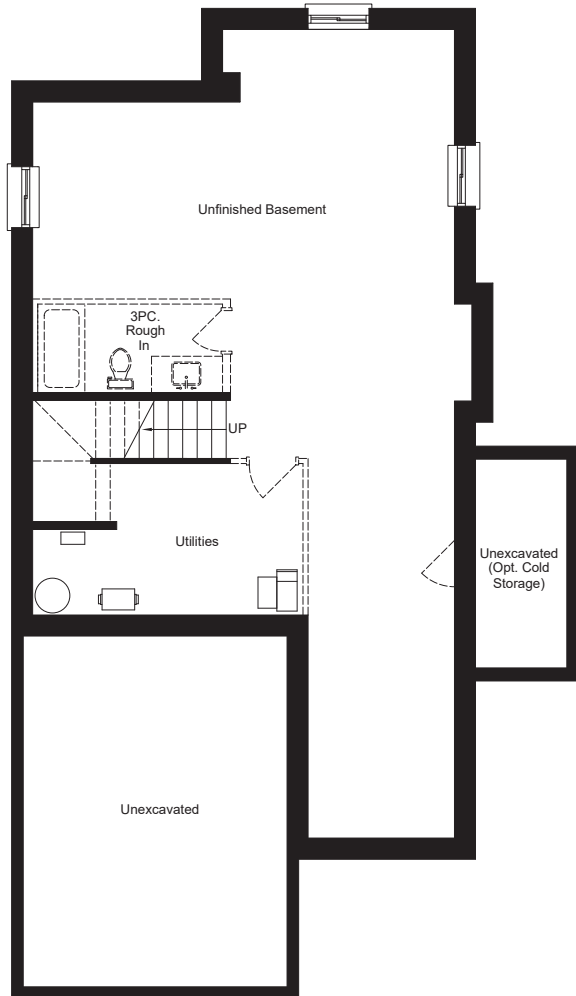 Unfinished Basement
3PC.
Rough
In
UP
Utilities
Unexcavated
(Opt. Cold
Storage)
Unexcavated